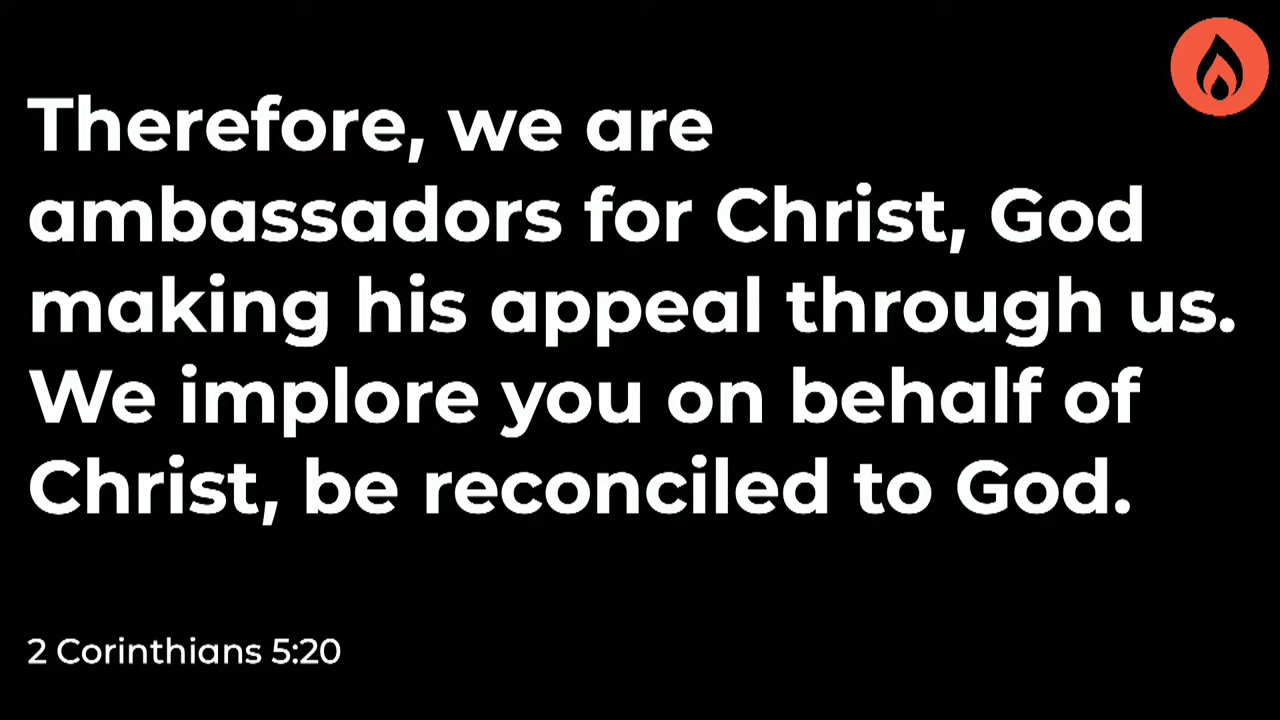 Therefore, we are
ambassadors for Christ, God
making his appeal through us.
We implore you on behalf of
Christ, be reconciled to God.
2 Corinthians 5:20